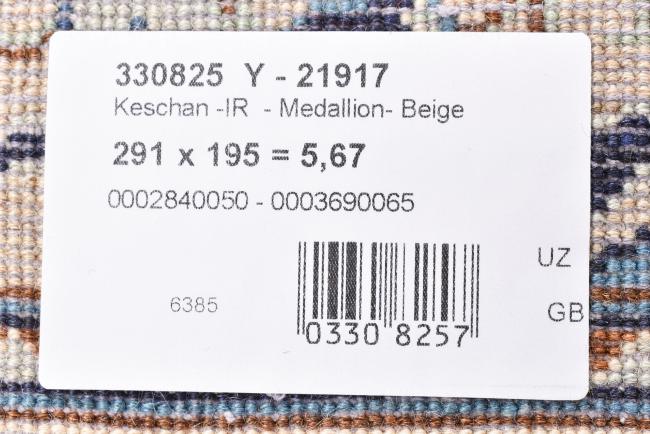 330825 Y - 21917
Keschan -IR - Medallion- Beige
291 x 195 = 5,67
0002840050 - 0003690065
UZ
6385
GB
0330 8257